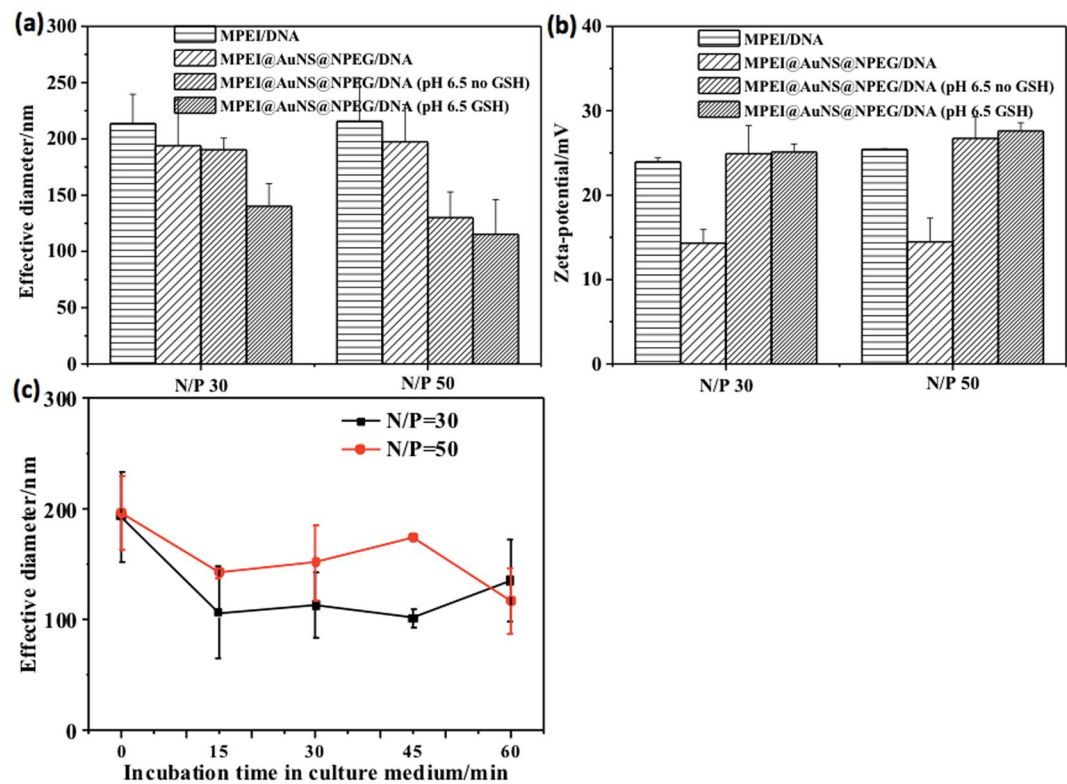 (a)
300
250
200
150
100
50
0
Effective diameter/nm
MPEI/DNA
MPEI@AuNS@NPEG/DNA
MPEI@AuNS@NPEG/DNA (pH 6.5 no GSH)
MPEI@AuNS@NPEG/DNA (pH 6.5 GSH)
N/P 30
N/P 50
(b)
40
30
20
10
0
Zeta-potential/mV
MPEI/DNA
MPEI@AuNS@NPEG/DNA
MPEI@AuNS@NPEG/DNA (pH 6.5 no GSH)
MPEI@AuNS@NPEG/DNA (pH 6.5 GSH)
N/P 30
N/P 50
(c)
300
200
100
0
Effective diameter/nm
N/P=30
N/P=50
0 15 30 45 60
Incubation time in culture medium/min